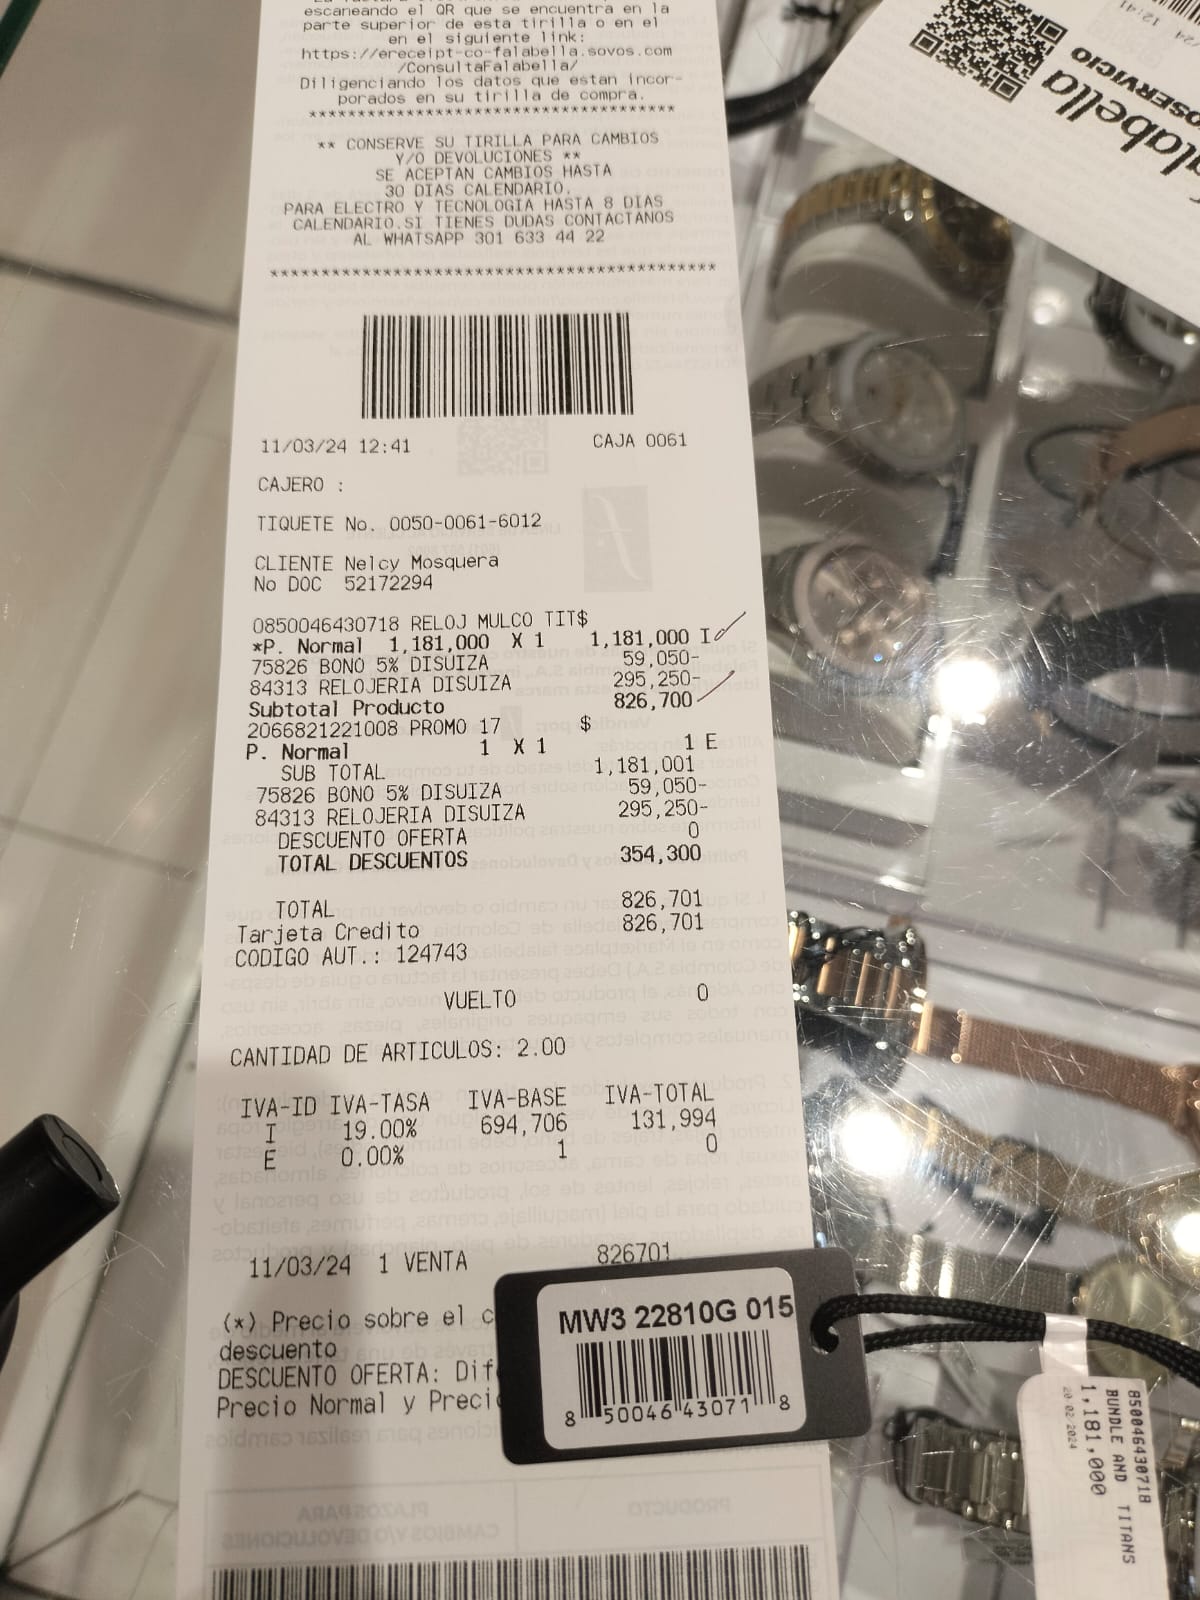 escaneando el QR que se encuentra en la
parte superior de esta tirilla o en el
en el siguiente link:
https://ereceipt-co-falabella.sovos.com
/ConsultaFalabella/
Diligenciando los datos que estan incor-
porados en su tirilla de compra.
***************************************
** CONSERVE SU TIRILLA PARA CAMBIOS
Y/O DEVOLUCIONES **
SE ACEPTAN CAMBIOS HASTA
30 DIAS CALENDARIO.
PARA ELECTRO Y TECNOLOGIA HASTA 8 DIAS
CALENDARIO.SI TIENES DUDAS CONTACTANOS
AL WHATSAPP 301 633 44 22
******************************************
11/03/24 12:41 CAJA 0061
CAJERO :
TIQUETE No. 0050-0061-6012
CLIENTE Nelcy Mosquera
No DOC 52172294
0850046430718 RELOJ MULCO TIT$
*P. Normal 1,181,000 X 1 1,181,000 I
75826 BONO 5% DISUIZA 59,050-
84313 RELOJERIA DISUIZA 295,250-
Subtotal Producto 826,700
2066821221008 PROMO 17 $
P. Normal 1 X 1 1 E
SUB TOTAL 1,181,001
75826 BONO 5% DISUIZA 59,050-
84313 RELOJERIA DISUIZA 295,250-
DESCUENTO OFERTA 0
TOTAL DESCUENTOS 354,300
TOTAL 826,701
Tarjeta Credito 826,701
CODIGO AUT.: 124743
VUELTO 0
CANTIDAD DE ARTICULOS: 2.00
IVA-ID IVA-TASA IVA-BASE IVA-TOTAL
I 19.00% 694,706 131,994
E 0.00% 1 0
11/03/24 1 VENTA 826701
(*) Precio sobre el c
descuento
DESCUENTO OFERTA: Dif
Precio Normal y Preci
MW3 22810G 015
8 50046 43071 8
850046430718
BUNDLE AND TITANS
1,181,000
20 02 2024
12:41